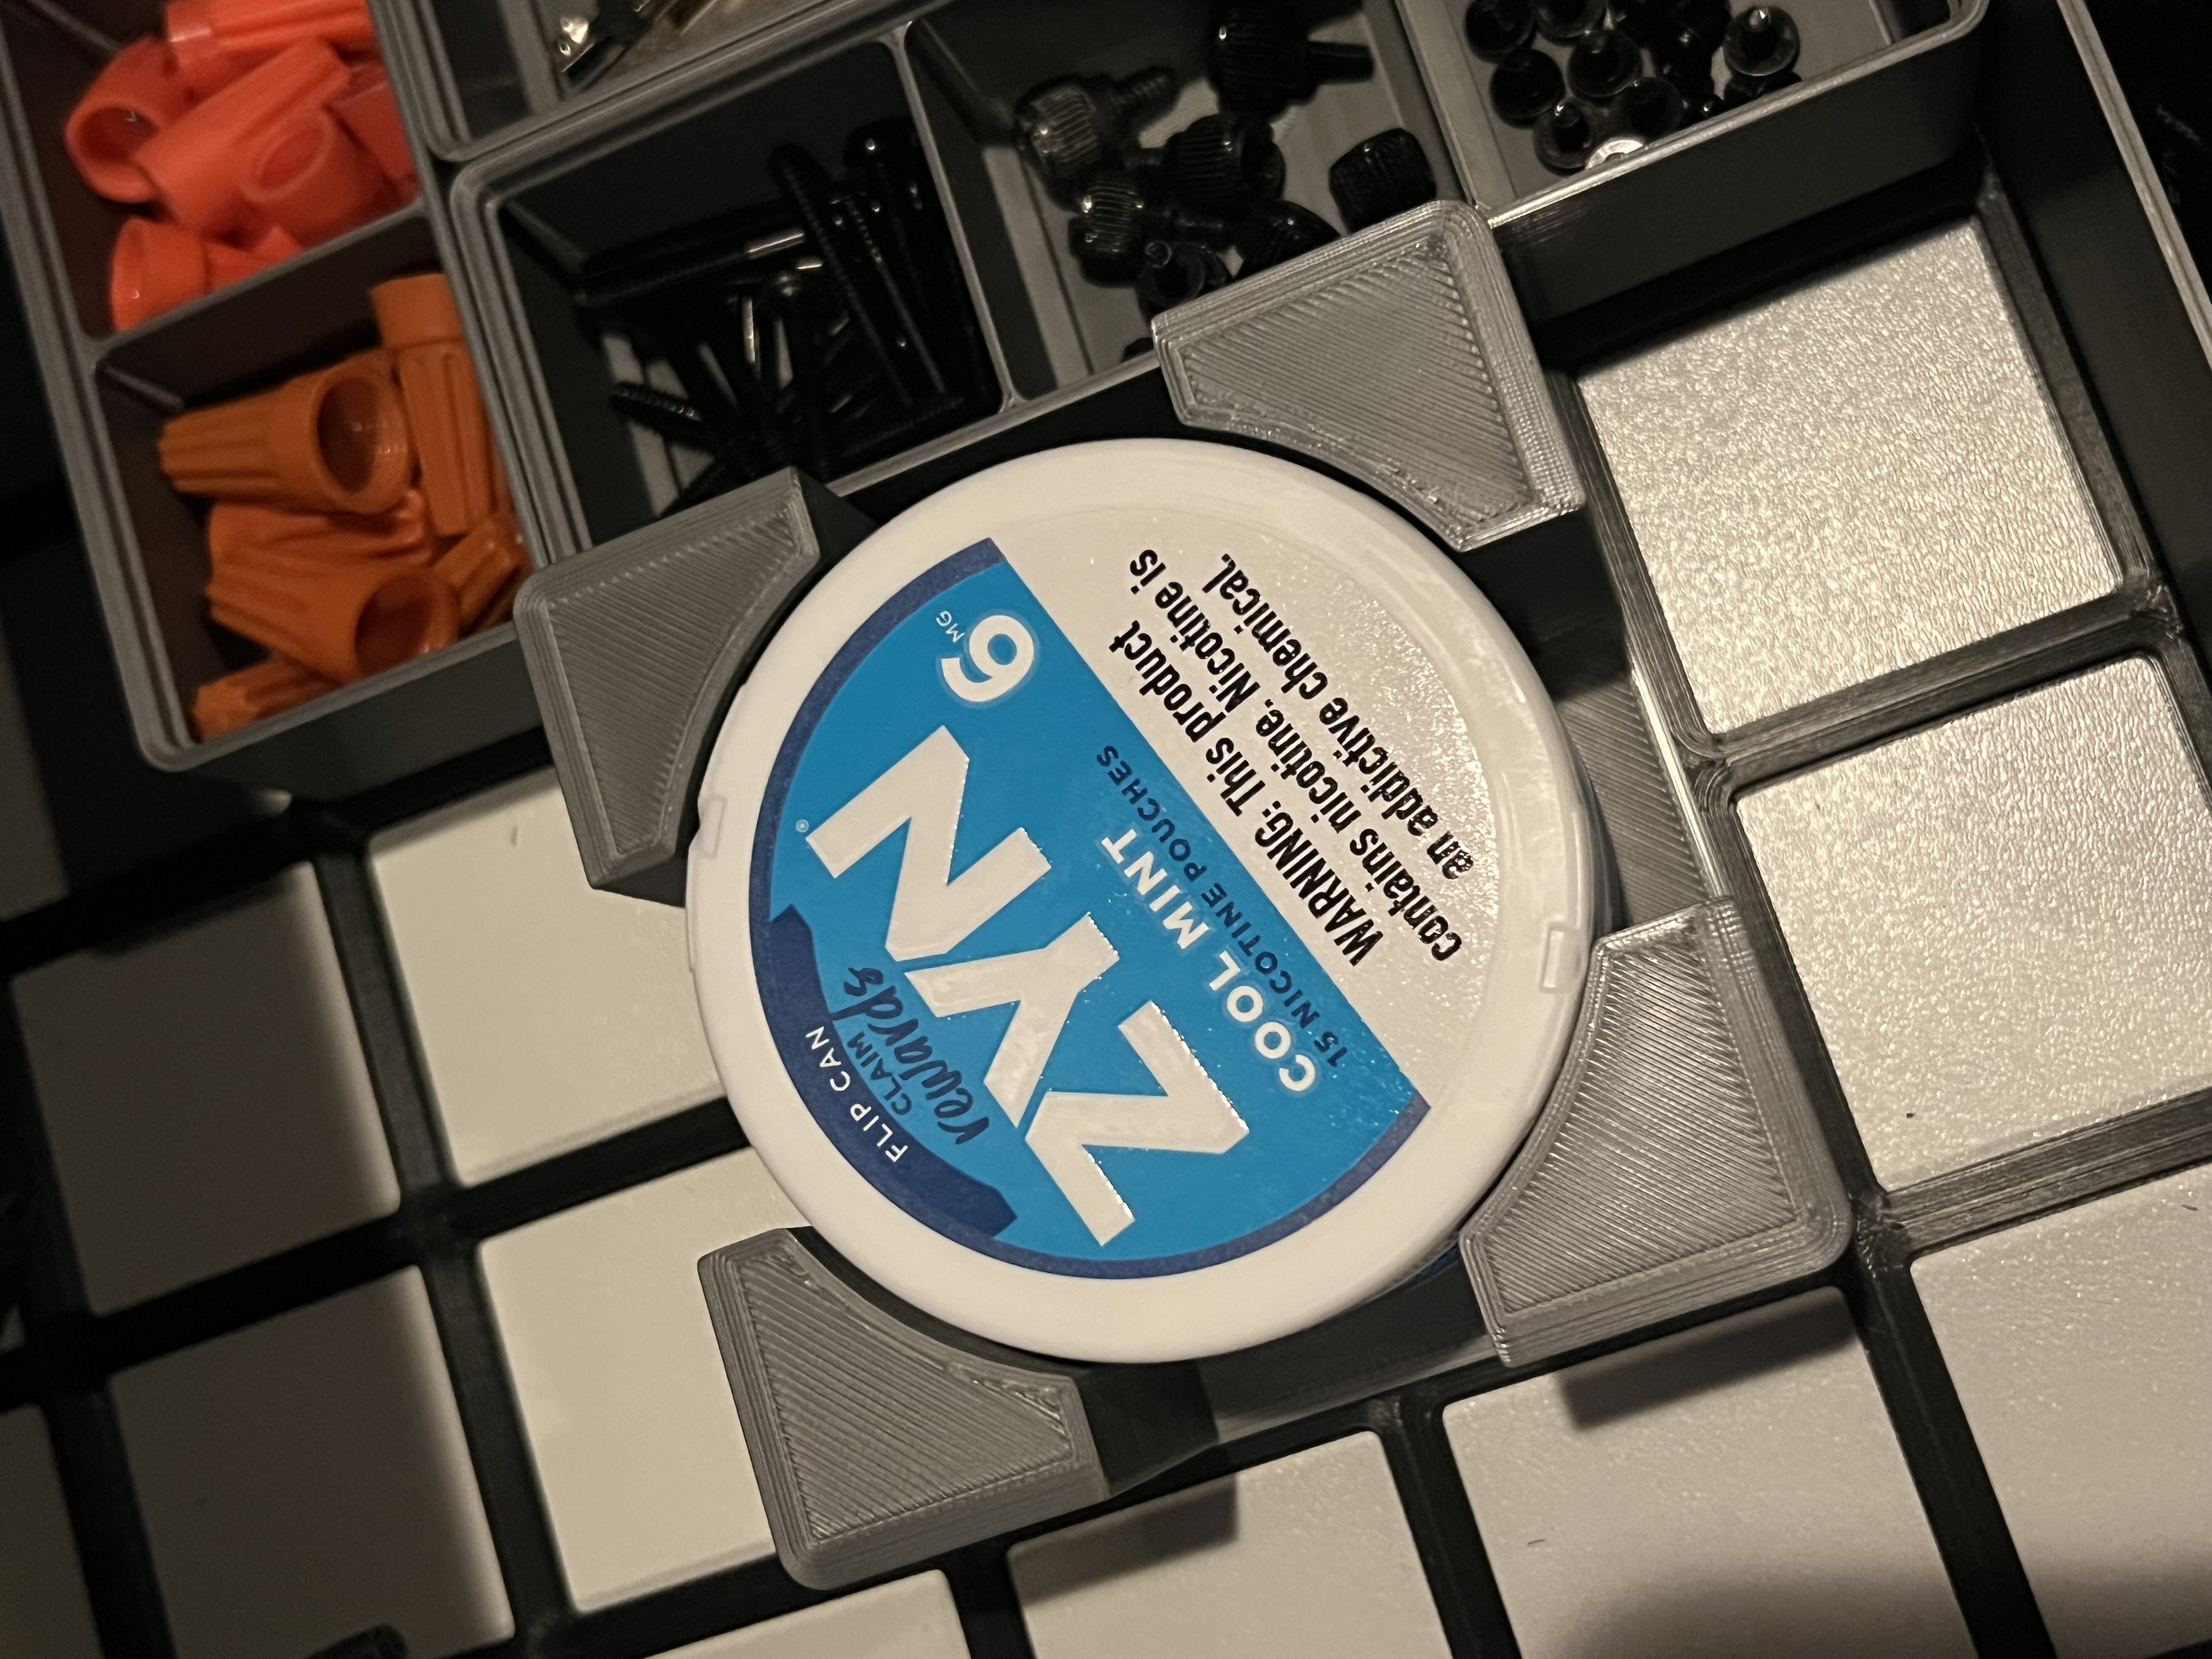 FLIP CAN
CLAIM
rewards
ZYN®
6 MG
COOL MINT
15 NICOTINE POUCHES
WARNING: This product
contains nicotine. Nicotine is
an addictive chemical.